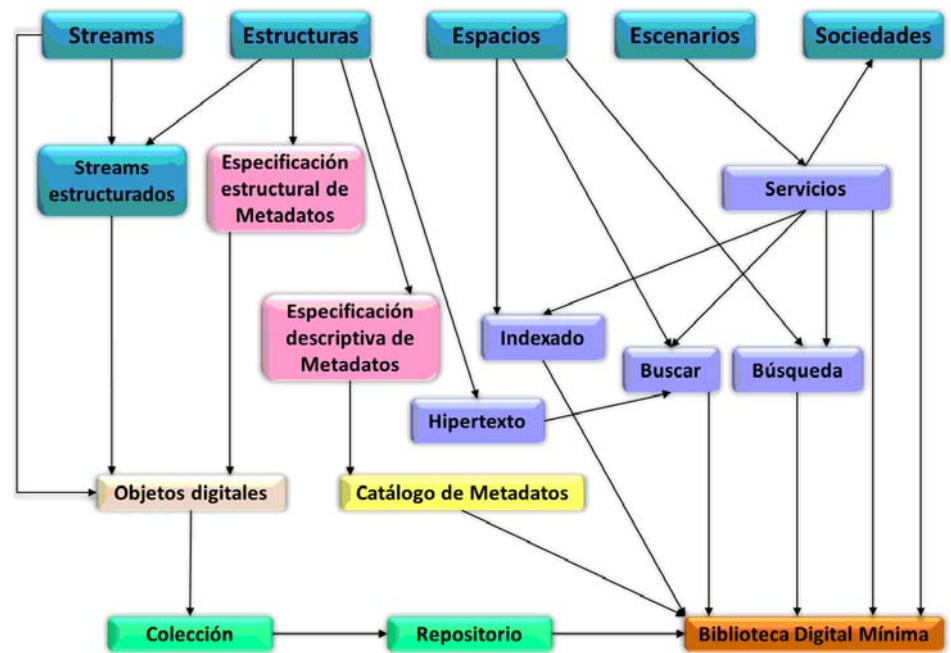 Streams
Estructuras
Espacios
Escenarios
Sociedades
Streams
estructurados
Especificación
estructural de
Metadatos
Servicios
Especificación
descriptiva de
Metadatos
Indexado
Buscar
Búsqueda
Hipertexto
Objetos digitales
Catálogo de Metadatos
Colección
Repositorio
Biblioteca Digital Mínima